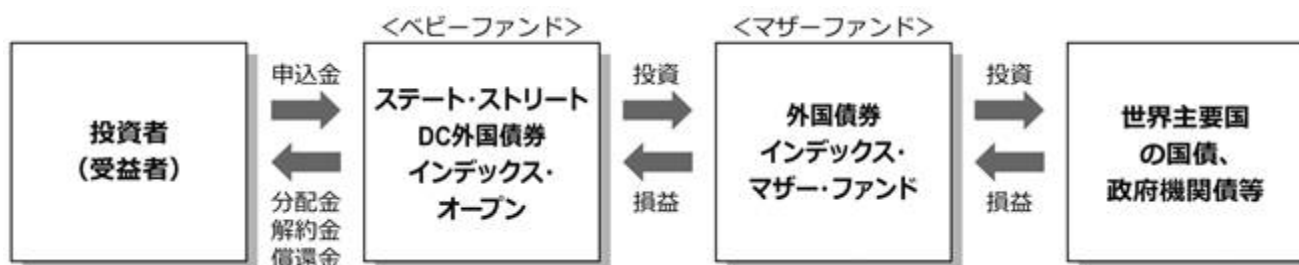 投資者
（受益者）
申込金
分配金
解約金
償還金
＜ベビーファンド＞
ステート・ストリート
DC外国債券
インデックス・
オープン
投資
損益
＜マザーファンド＞
外国債券
インデックス・
マザー・ファンド
投資
損益
世界主要国
の国債、
政府機関債等